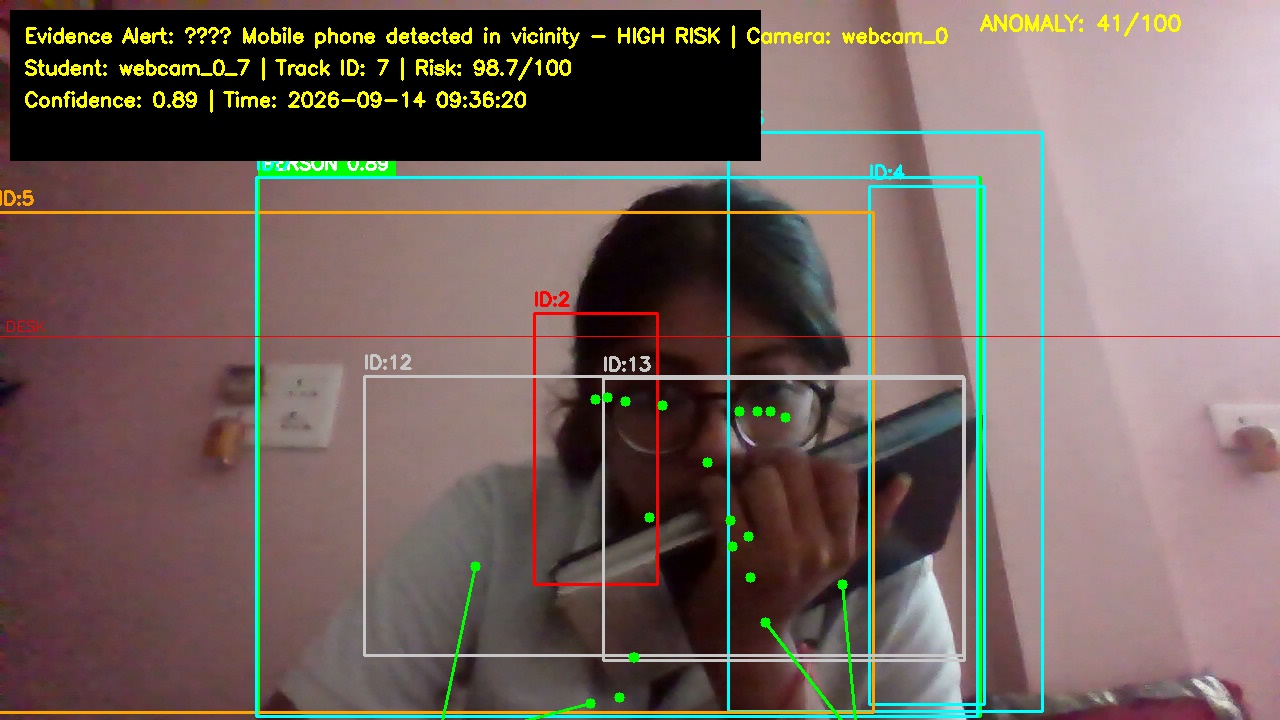 Evidence Alert: ???? Mobile phone detected in vicinity - HIGH RISK | Camera: webcam_0
ANOMALY: 41/100
Student: webcam_0_7 | Track ID: 7 | Risk: 98.7/100
Confidence: 0.89 | Time: 2026-09-14 09:36:20
PERSON 0.89
ID:4
ID:5
ID:2
DESK
ID:12
ID:13